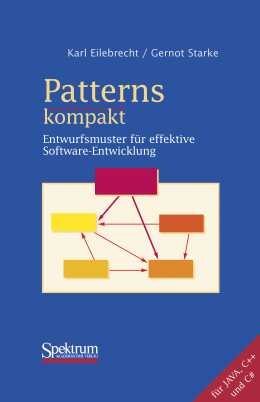 Karl Eilebrecht / Gernot Starke
Patterns
kompakt
Entwurfsmuster für effektive
Software-Entwicklung
Spektrum
AKADEMISCHER VERLAG
für JAVA, C++
und C#